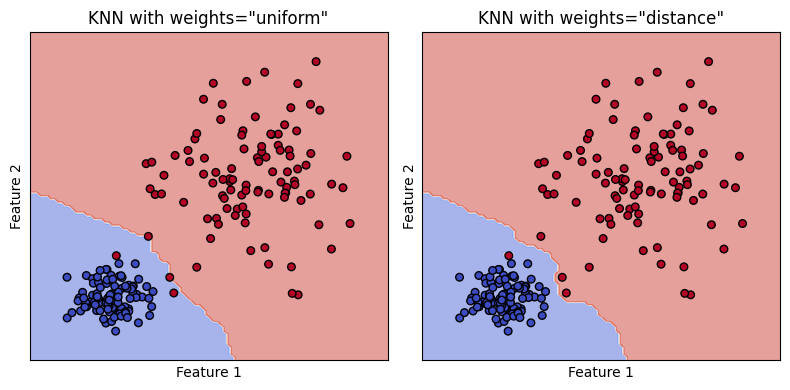 KNN with weights="uniform"
KNN with weights="distance"
Feature 2
Feature 2
Feature 1
Feature 1